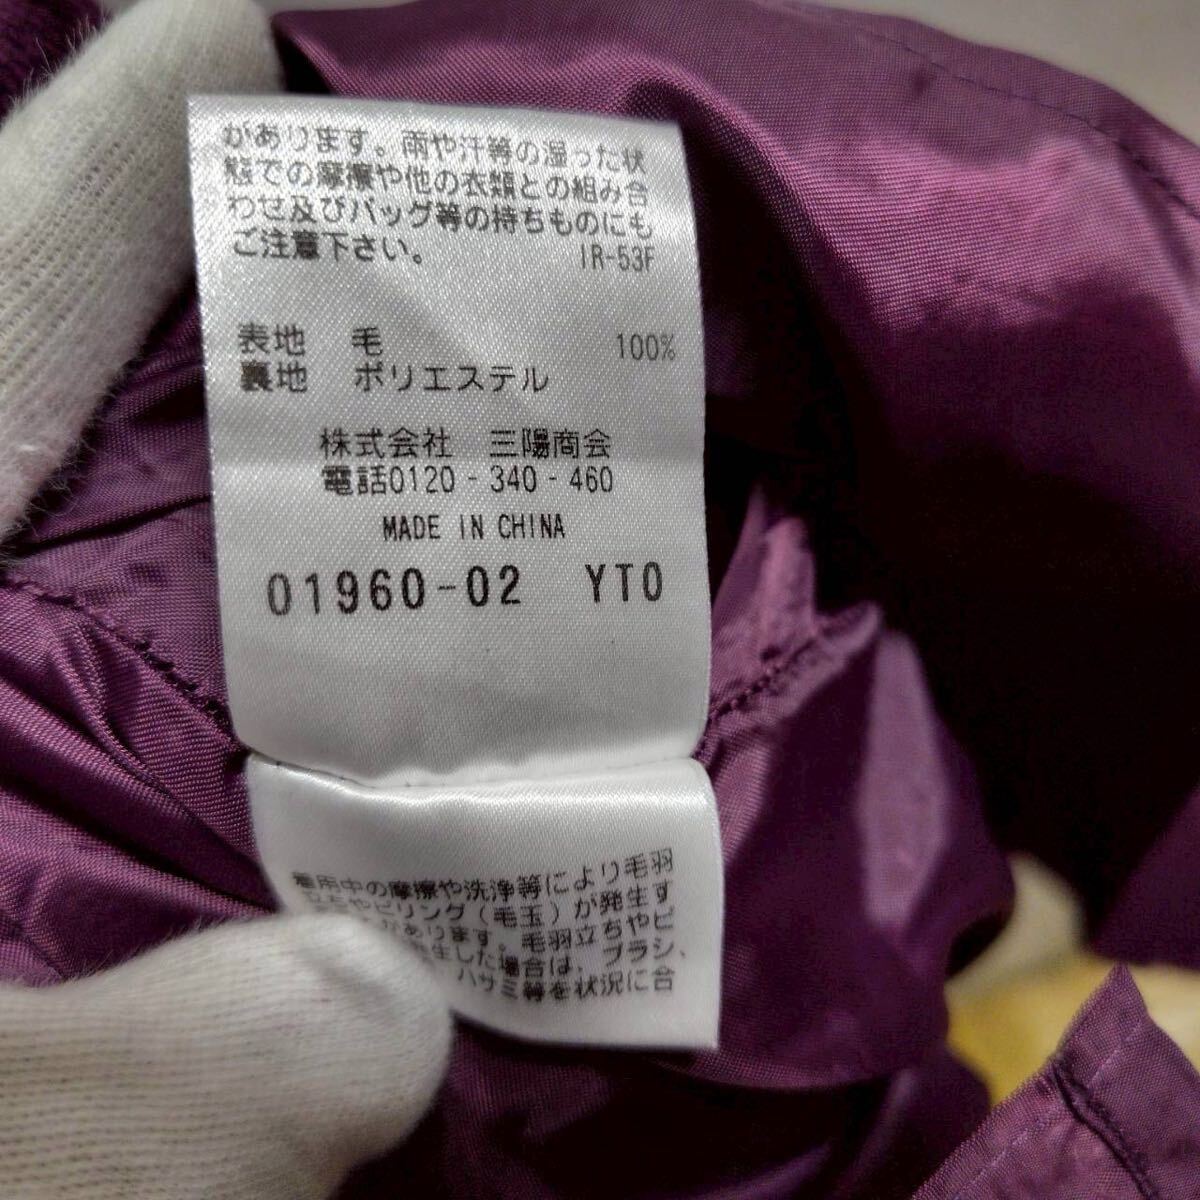 があります。雨や汗等の湿った状
態での摩擦や他の衣類との組み合
わせ及びバッグ等の持ちものにも
ご注意下さい。 IR-53F
表地 毛 100%
裏地 ポリエステル
株式会社 三陽商会
電話0120-340-460
MADE IN CHINA
01960-02 YTO
着用中の摩擦や洗浄等により毛羽
立ちやピリング(毛玉)が発生す
があります。毛羽立ちやピ
発生した場合は、ブラシ、
ハサミ等を状況に合